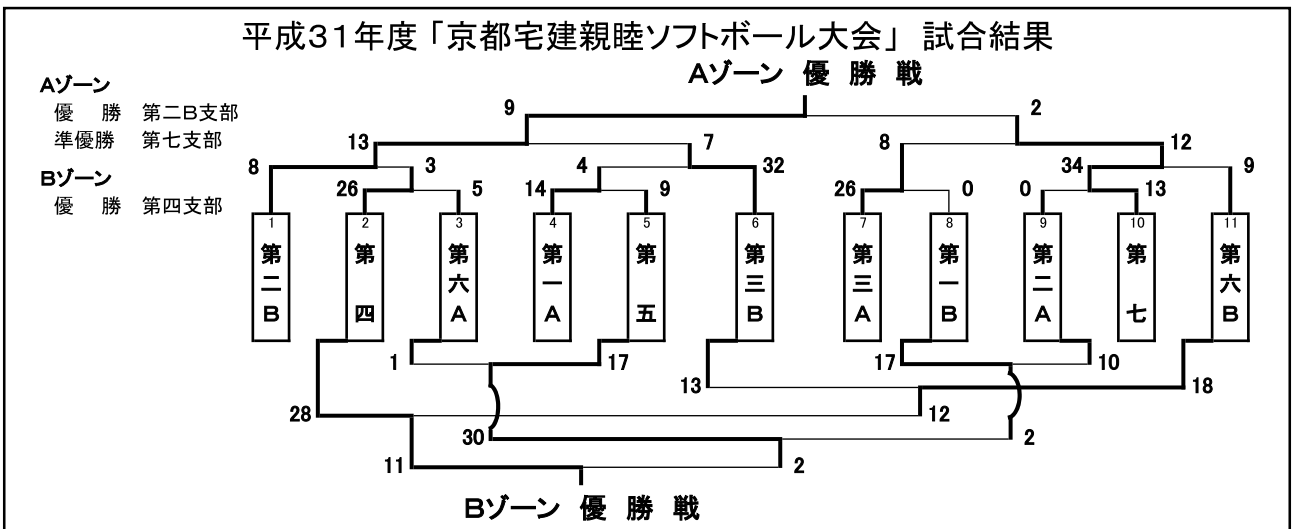 平成31年度「京都宅建親睦ソフトボール大会」 試合結果
Aゾーン 優 勝 戦
Aゾーン
優 勝 第二B支部
準優勝 第七支部
Bゾーン
優 勝 第四支部
9 2
13 7 8 12
8 3 4 32 34 9
26 5 14 9 26 0 0 13
1 2 3 4 5 6 7 8 9 10 11
第二B
第四
第六A
第一A
第五
第三B
第三A
第一B
第二A
第七
第六B
1 17 17 10
13 18
28 12
30 2
11 2
Bゾーン 優 勝 戦